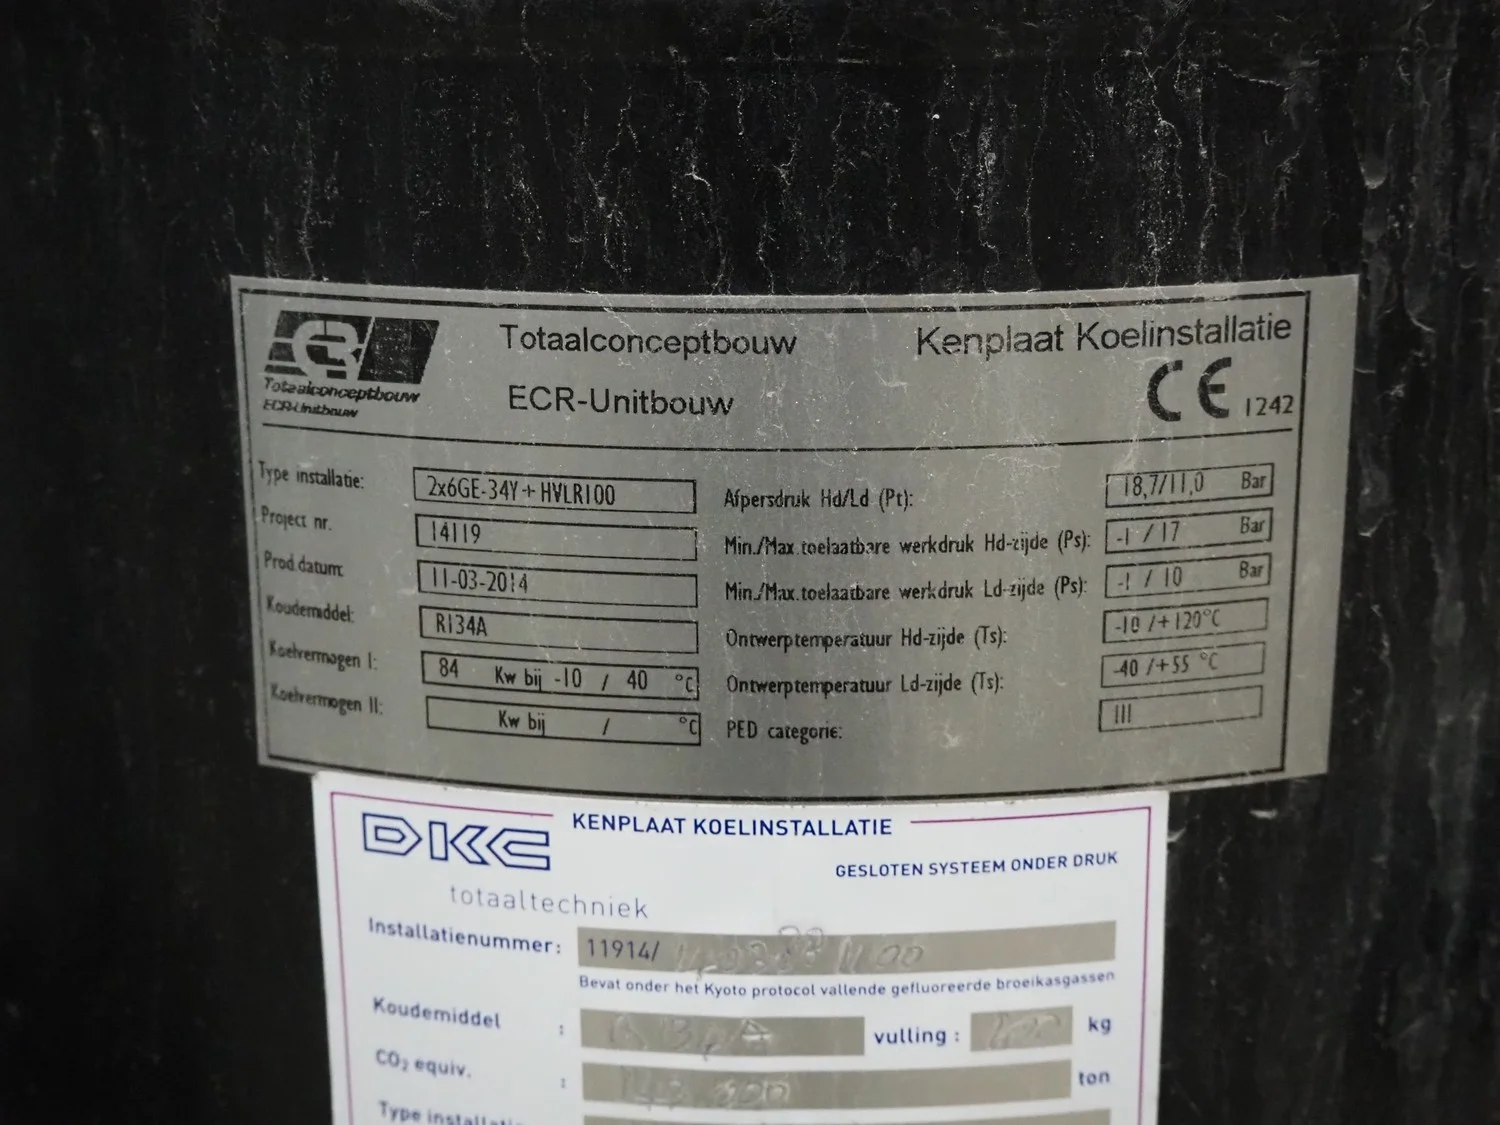 Totaalconceptbouw
ECR-Unitbouw
Totaalconceptbouw
ECR-Unitbouw
Kenplaat Koelinstallatie
CE 1242
Type installatie: 2x6GE-34Y+HVLR100
Project nr. 14119
Prod.datum: 11-03-2014
Koudemiddel: R134A
Koelvermogen I: 84 Kw bij -10 / 40 °C
Koelvermogen II: Kw bij / °C
Afpersdruk Hd/Ld (Pt): 18,7/11,0 Bar
Min./Max.toelaatbare werkdruk Hd-zijde (Ps): -1 / 17 Bar
Min./Max.toelaatbare werkdruk Ld-zijde (Ps): -1 / 10 Bar
Ontwerptemperatuur Hd-zijde (Ts): -10 /+120°C
Ontwerptemperatuur Ld-zijde (Ts): -40 /+55 °C
PED categorie: III
DKC
totaaltechniek
KENPLAAT KOELINSTALLATIE
GESLOTEN SYSTEEM ONDER DRUK
Installatienummer: 11914/
Bevat onder het Kyoto protocol vallende gefluoreerde broeikasgassen
Koudemiddel : R134A vulling : kg
CO₂ equiv. : ton
Type